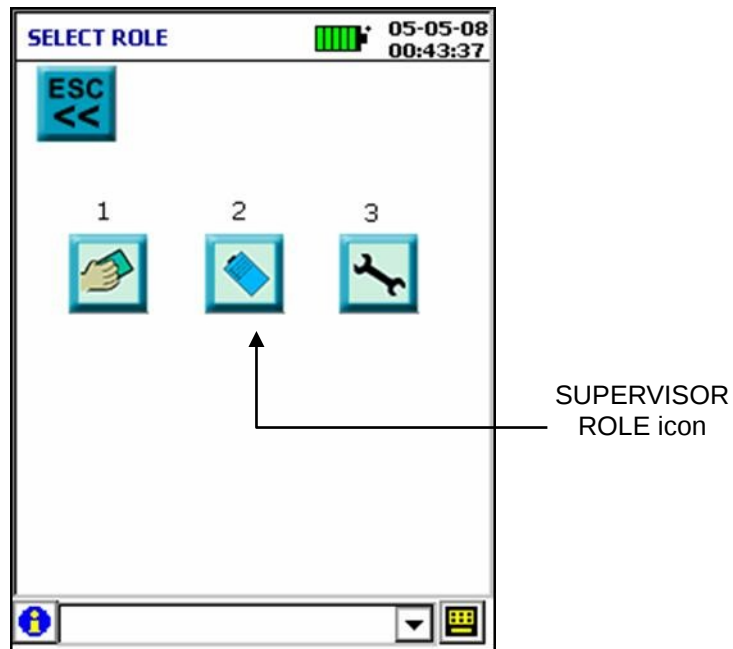 SELECT ROLE
05-05-08
00:43:37
ESC
<<
1 2 3
SUPERVISOR
ROLE icon